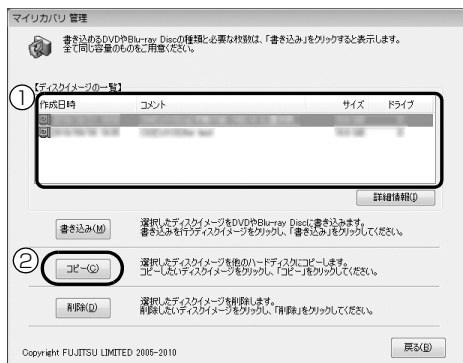 マイリカバリ 管理
書き込めるDVDやBlu-ray Discの種類と必要な枚数は、「書き込み」をクリックすると表示します。
全て同じ容量のものをご用意ください。
【ディスクイメージの一覧】
①
作成日時 コメント サイズ ドライブ
詳細情報(I)
書き込み(M)
選択したディスクイメージをDVDやBlu-ray Discに書き込みます。
書き込みを行うディスクイメージをクリックし、「書き込み」をクリックしてください。
②
コピー(C)
選択したディスクイメージを他のハードディスクにコピーします。
コピーしたいディスクイメージをクリックし、「コピー」をクリックしてください。
削除(D)
選択したディスクイメージを削除します。
削除したいディスクイメージをクリックし、「削除」をクリックしてください。
Copyright FUJITSU LIMITED 2005-2010
戻る(B)